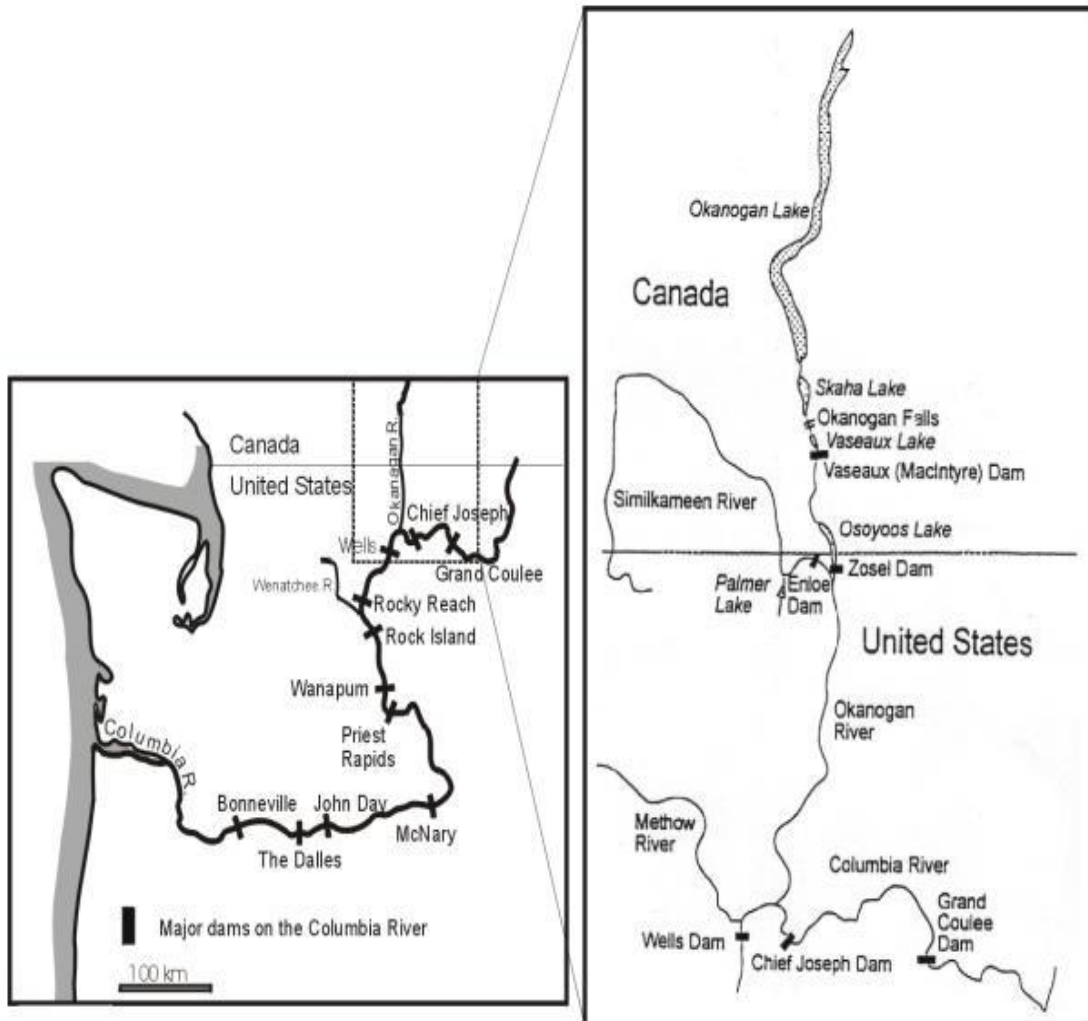 Canada
United States
Okanagan R.
Chief Joseph
Wells
Grand Coulee
Wenatchee R.
Rocky Reach
Rock Island
Wanapum
Priest
Rapids
Columbia R.
Bonneville
John Day
McNary
The Dalles
Major dams on the Columbia River
100 km
Okanogan Lake
Canada
Skaha Lake
Okanogan Falls
Vaseaux Lake
Vaseaux (MacIntyre) Dam
Similkameen River
Osoyoos Lake
Zosel Dam
Palmer
Lake
Enloe
Dam
United States
Okanogan
River
Methow
River
Columbia River
Grand
Coulee
Dam
Wells Dam
Chief Joseph Dam